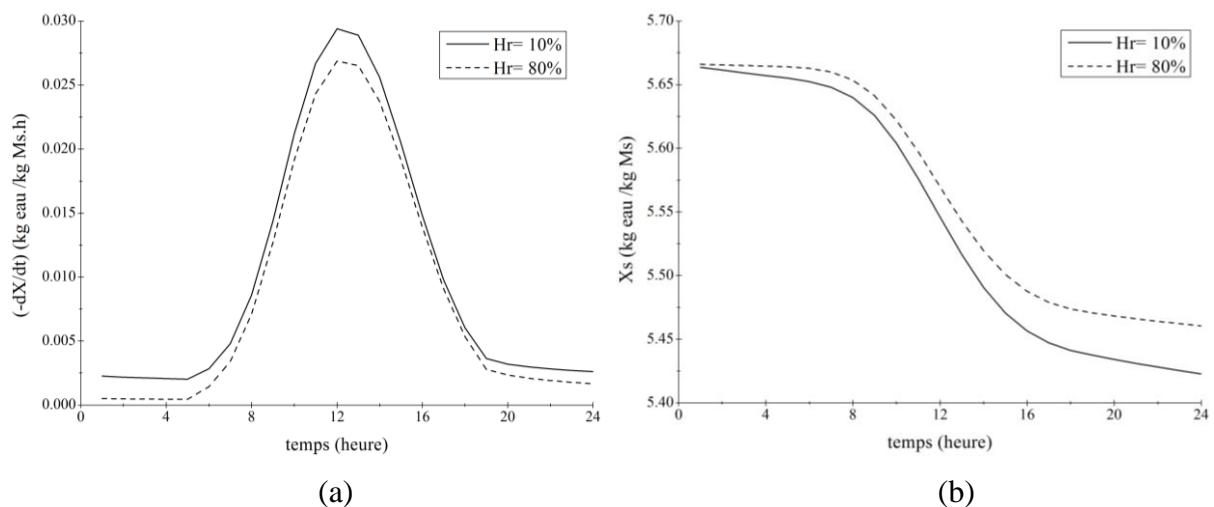 0.030
0.025
0.020
0.015
0.010
0.005
0.000
(-dX/dt) (kg eau /kg Ms.h)
Hr= 10%
Hr= 80%
0
4
8
12
16
20
24
temps (heure)
(a)
5.70
5.65
5.60
5.55
5.50
5.45
5.40
Xs (kg eau /kg Ms)
Hr= 10%
Hr= 80%
0
4
8
12
16
20
24
temps (heure)
(b)